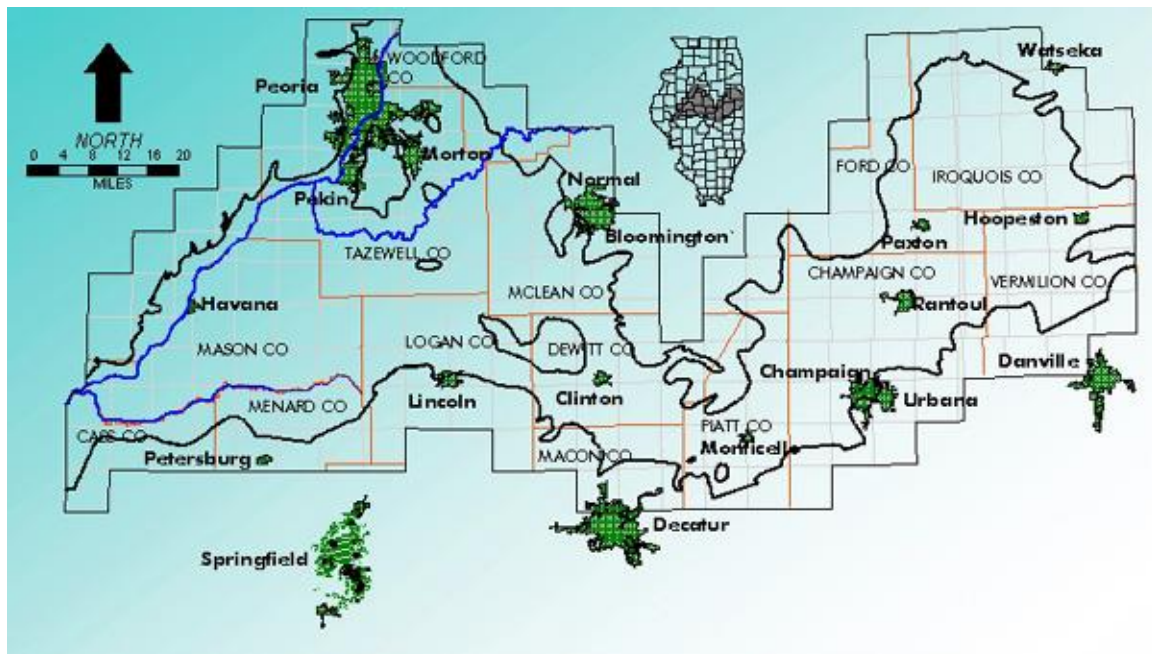 Watseka
WOODFORD
CO
Peoria
NORTH
0 4 8 12 16 20
MILES
Morton
FORD CO
IROQUOIS CO
Normal
Pekin
Hoopeston
Bloomington
Paxton
TAZEWELL CO
CHAMPAIGN CO
VERMILION CO
MCLEAN CO
Havana
Rantoul
LOGAN CO
DEWITT CO
MASON CO
Danville
Champaign
Clinton
Urbana
Lincoln
MENARD CO
PIATT CO
CASS CO
Monticello
Petersburg
MACON CO
Decatur
Springfield